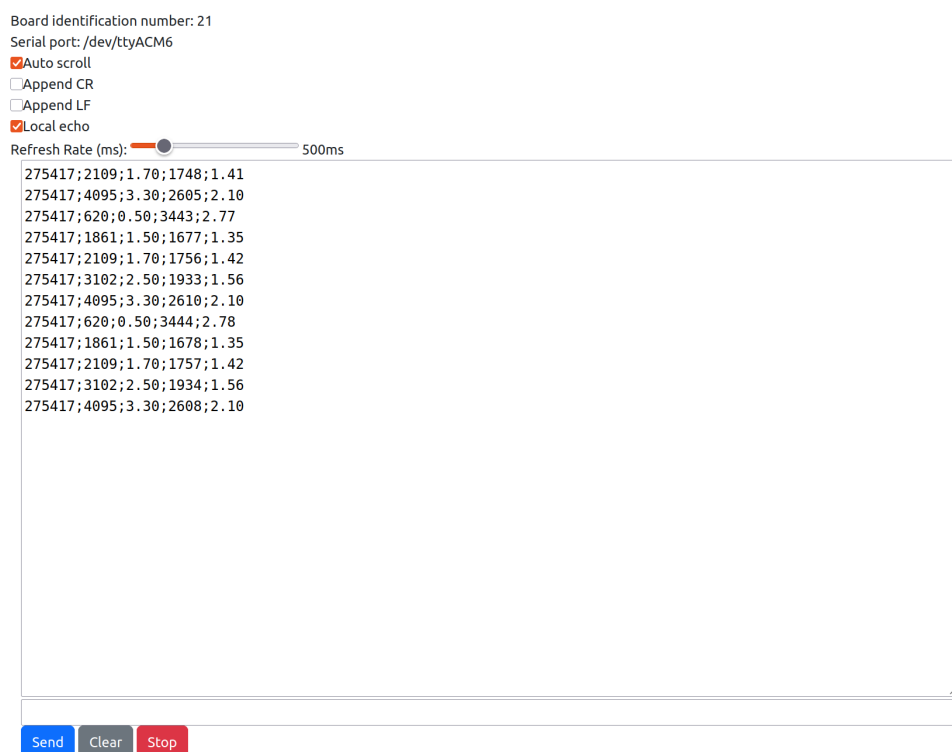 Board identification number: 21
Serial port: /dev/ttyACM6
Auto scroll
Append CR
Append LF
Local echo
Refresh Rate (ms): 500ms
275417;2109;1.70;1748;1.41
275417;4095;3.30;2605;2.10
275417;620;0.50;3443;2.77
275417;1861;1.50;1677;1.35
275417;2109;1.70;1756;1.42
275417;3102;2.50;1933;1.56
275417;4095;3.30;2610;2.10
275417;620;0.50;3444;2.78
275417;1861;1.50;1678;1.35
275417;2109;1.70;1757;1.42
275417;3102;2.50;1934;1.56
275417;4095;3.30;2608;2.10
Send Clear Stop